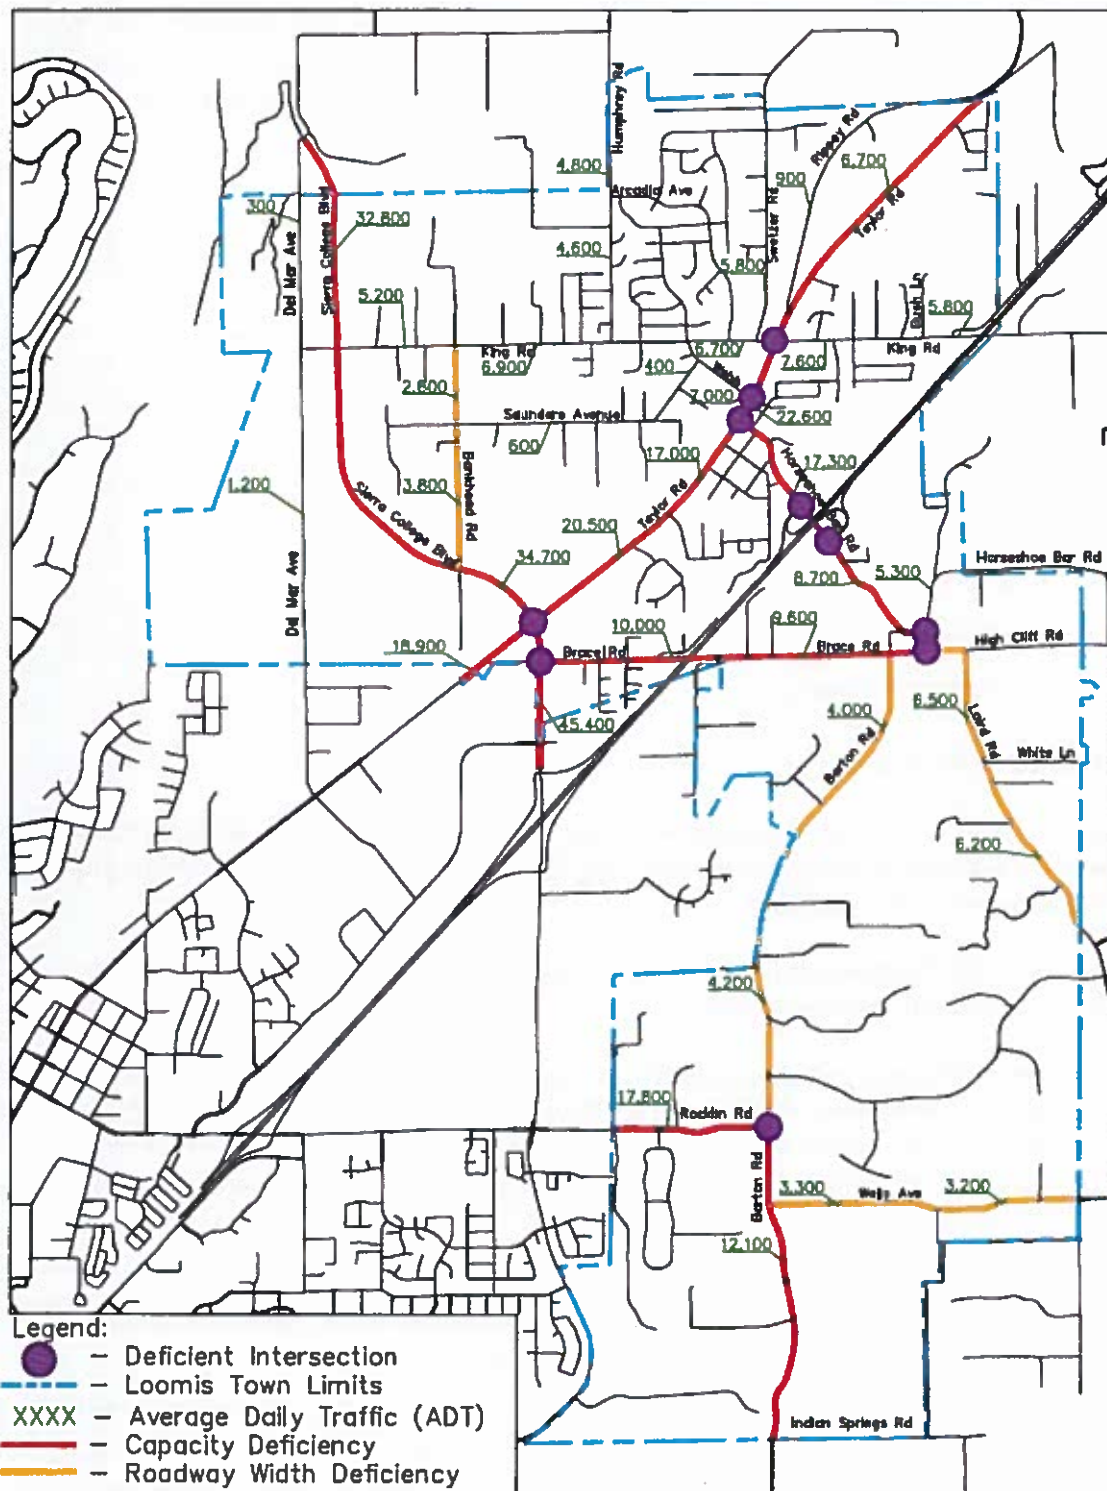 Humphrey Rd
Rippey Rd
6.700
4.800
900
Arcadia Ave
Taylor Rd
300
Sierra College Blvd
32.800
Swetzer Rd
Del Mar Ave
4.600
5.800
5.200
5.800
King Rd
6.900
6.700
7.600
King Rd
400
Webb
2.600
7.000
22.600
Saunders Avenue
600
17.000
17.300
Horseshoe Bar Rd
Bankhead Rd
3.800
1.200
Sierra College Blvd
Taylor Rd
20.500
34.700
Horseshoe Bar Rd
8.700
5.300
Del Mar Ave
10.000
9.600
18.900
Brace Rd
Brace Rd
High Cliff Rd
45.400
4.000
6.500
Laird Rd
Barton Rd
White Ln
6.200
4.200
17.800
Rocklin Rd
Barton Rd
3.300
Wells Ave
3.200
12.100
Indian Springs Rd
Legend:
– Deficient Intersection
– Loomis Town Limits
XXXX – Average Daily Traffic (ADT)
– Capacity Deficiency
– Roadway Width Deficiency